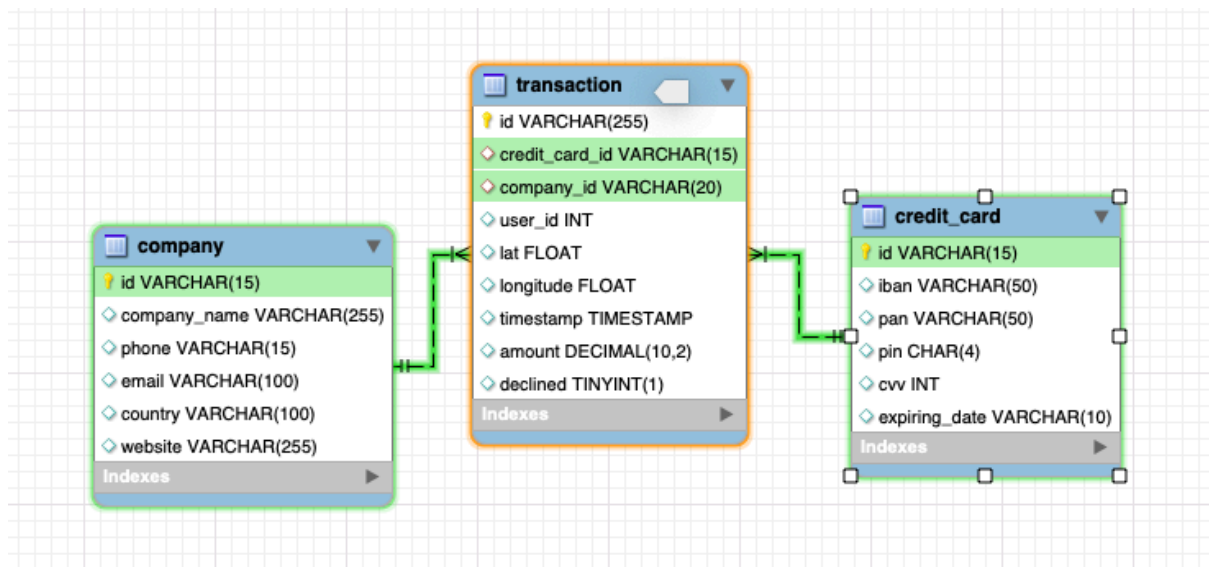 company
id VARCHAR(15)
company_name VARCHAR(255)
phone VARCHAR(15)
email VARCHAR(100)
country VARCHAR(100)
website VARCHAR(255)
Indexes
transaction
id VARCHAR(255)
credit_card_id VARCHAR(15)
company_id VARCHAR(20)
user_id INT
lat FLOAT
longitude FLOAT
timestamp TIMESTAMP
amount DECIMAL(10,2)
declined TINYINT(1)
Indexes
credit_card
id VARCHAR(15)
iban VARCHAR(50)
pan VARCHAR(50)
pin CHAR(4)
cvv INT
expiring_date VARCHAR(10)
Indexes